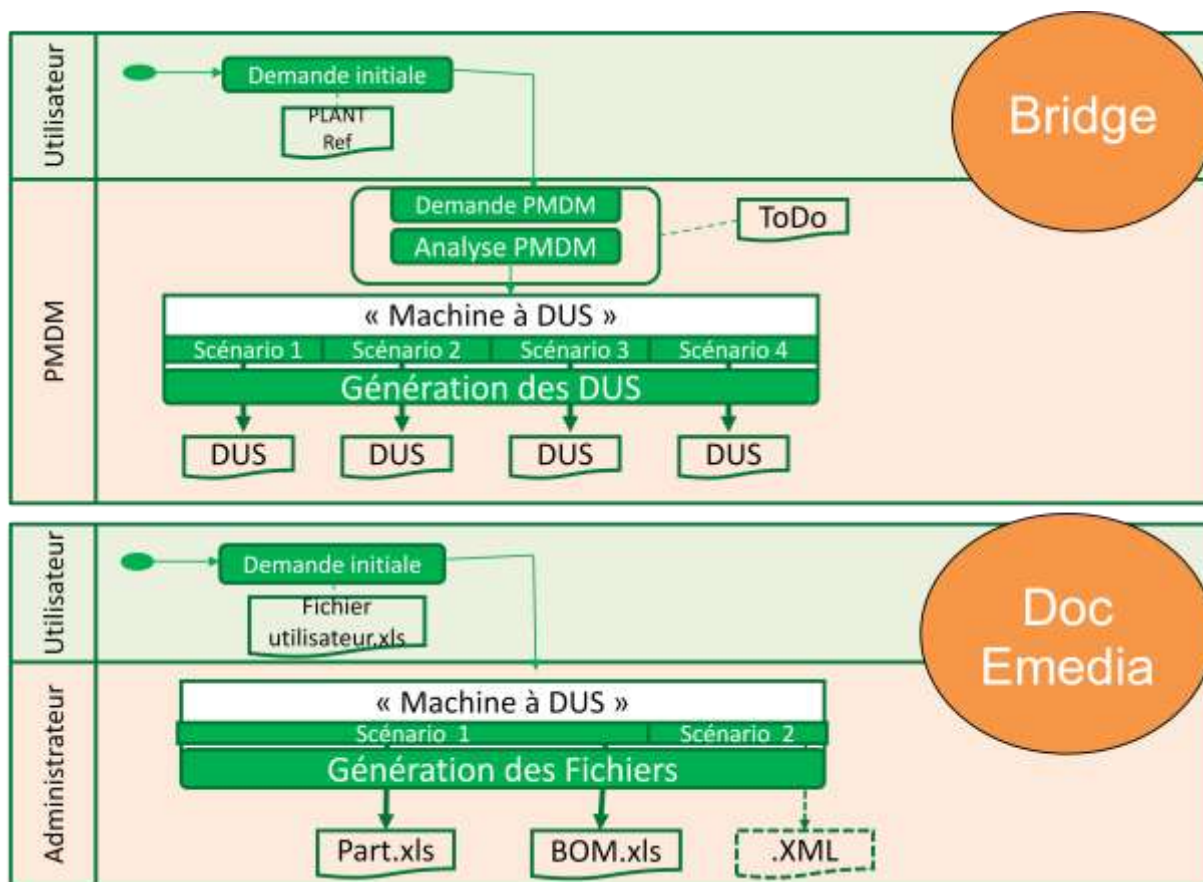 Utilisateur
Demande initiale
PLANT
Ref
Bridge
PMDM
Demande PMDM
Analyse PMDM
ToDo
« Machine à DUS »
Scénario 1 Scénario 2 Scénario 3 Scénario 4
Génération des DUS
DUS DUS DUS DUS
Utilisateur
Demande initiale
Fichier
utilisateur.xls
Doc
Emedia
Administrateur
« Machine à DUS »
Scénario 1 Scénario 2
Génération des Fichiers
Part.xls BOM.xls .XML